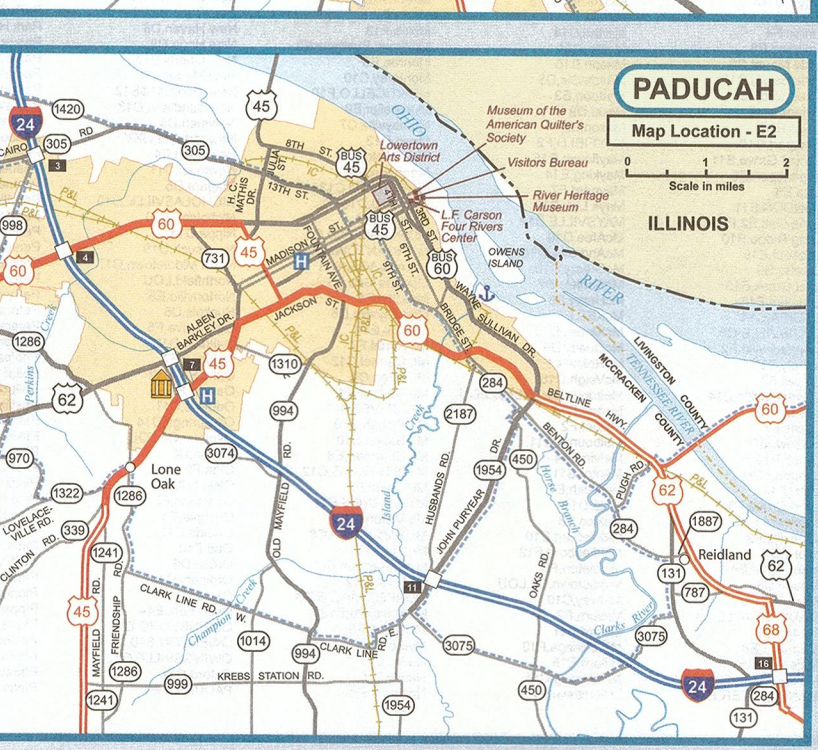 PADUCAH
Map Location - E2
0 1 2
Scale in miles
ILLINOIS
OHIO
RIVER
Museum of the
American Quilter's
Society
Visitors Bureau
River Heritage
Museum
Lowertown
Arts District
L.F. Carson
Four Rivers
Center
OWENS
ISLAND
24
1420
305
RD
CAIRO
3
305
45
8TH ST.
JULIA ST.
IC
13TH ST.
BUS
45
H. C. MATHIS DR.
4TH ST.
3RD ST.
BUS
45
P&L
P&L
998
60
60
45
4
731
MADISON ST.
FOUNTAIN AVE.
H
6TH ST.
9TH ST.
BUS
60
WAYNE SULLIVAN DR.
BRIDGE ST.
IC
ALBEN
BARKLEY DR.
JACKSON ST.
P&L
P&L
IC
60
1286
Perkins Creek
62
7
45
H
1310
P&L
284
BELTLINE HWY.
LIVINGSTON COUNTY
MCCRACKEN COUNTY
TENNESSEE RIVER
60
994
2187
Island Creek
3074
970
Lone
Oak
1322
1286
LOVELACE-
VILLE RD.
339
CLINTON RD.
1241
OLD MAYFIELD RD.
24
HUSBANDS RD.
JOHN PURYEAR DR.
1954
450
BENTON RD.
Horse Branch
PUGH RD.
62
P&L
284
1887
Reidland
62
131
787
11
OAKS RD.
45
MAYFIELD RD.
FRIENDSHIP RD.
CLARK LINE RD. W.
Champion Creek
P&L
1014
994
CLARK LINE RD. E.
3075
Clarks River
3075
68
16
1286
999
KREBS STATION RD.
1241
1954
450
24
284
131